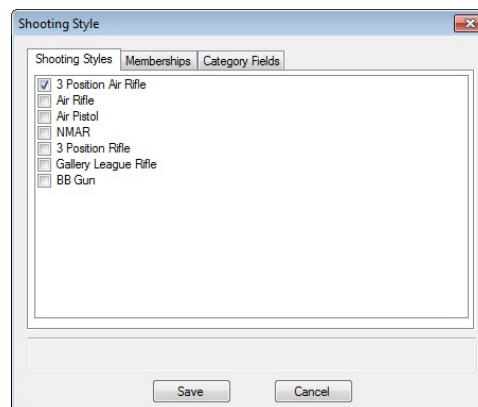 Shooting Style
Shooting Styles Memberships Category Fields
3 Position Air Rifle
Air Rifle
Air Pistol
NMAR
3 Position Rifle
Gallery League Rifle
BB Gun
Save Cancel